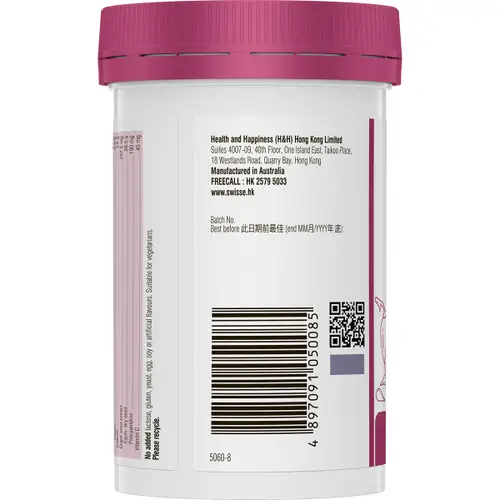 Health and Happiness (H&H) Hong Kong Limited
Suites 4007-09, 40th Floor, One Island East, Taikoo Place,
18 Westlands Road, Quarry Bay, Hong Kong
Manufactured in Australia
FREECALL : HK 2579 5033
www.swisse.hk
Batch No.
Best before 此日期前最佳 (end MM月/YYYY年 底):
4 897091 050085
5060-8
No added lactose, gluten, yeast, egg, soy or artificial flavours. Suitable for vegetarians.
Please recycle.
Vitamin C